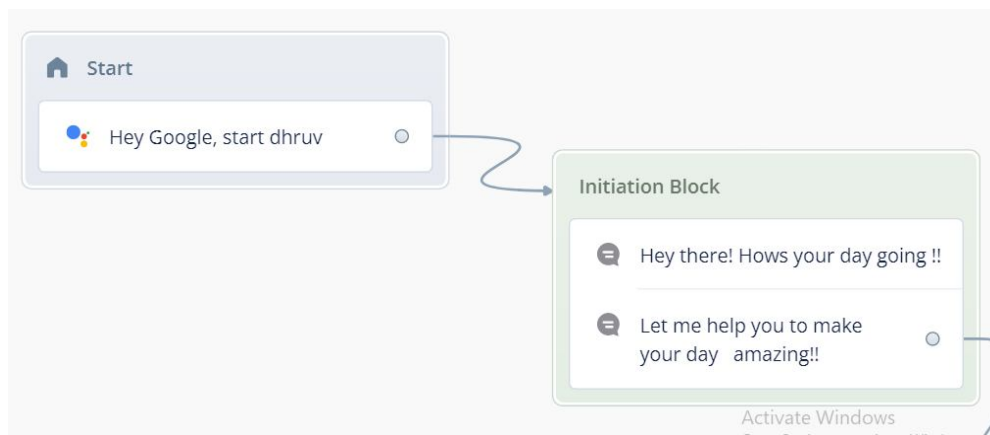 Start
Hey Google, start dhruv
Initiation Block
Hey there! Hows your day going !!
Let me help you to make
your day amazing!!
Activate Windows